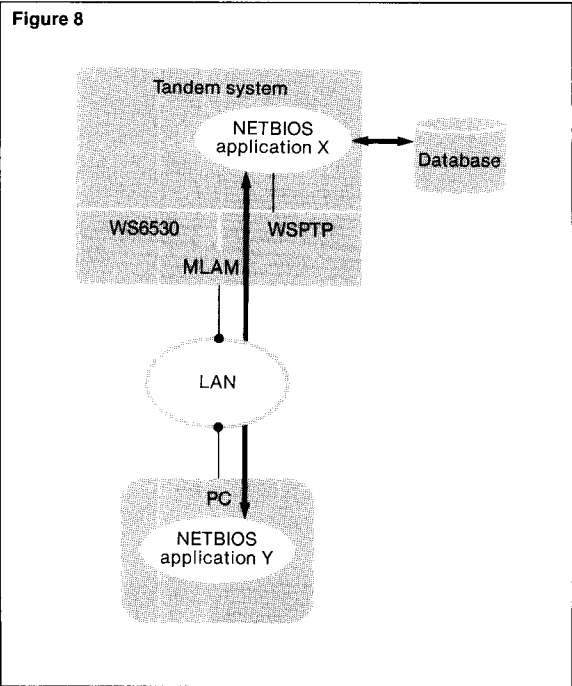 Figure 8
Tandem system
NETBIOS
application X
Database
WS6530
WSPTP
MLAM
LAN
PC
NETBIOS
application Y